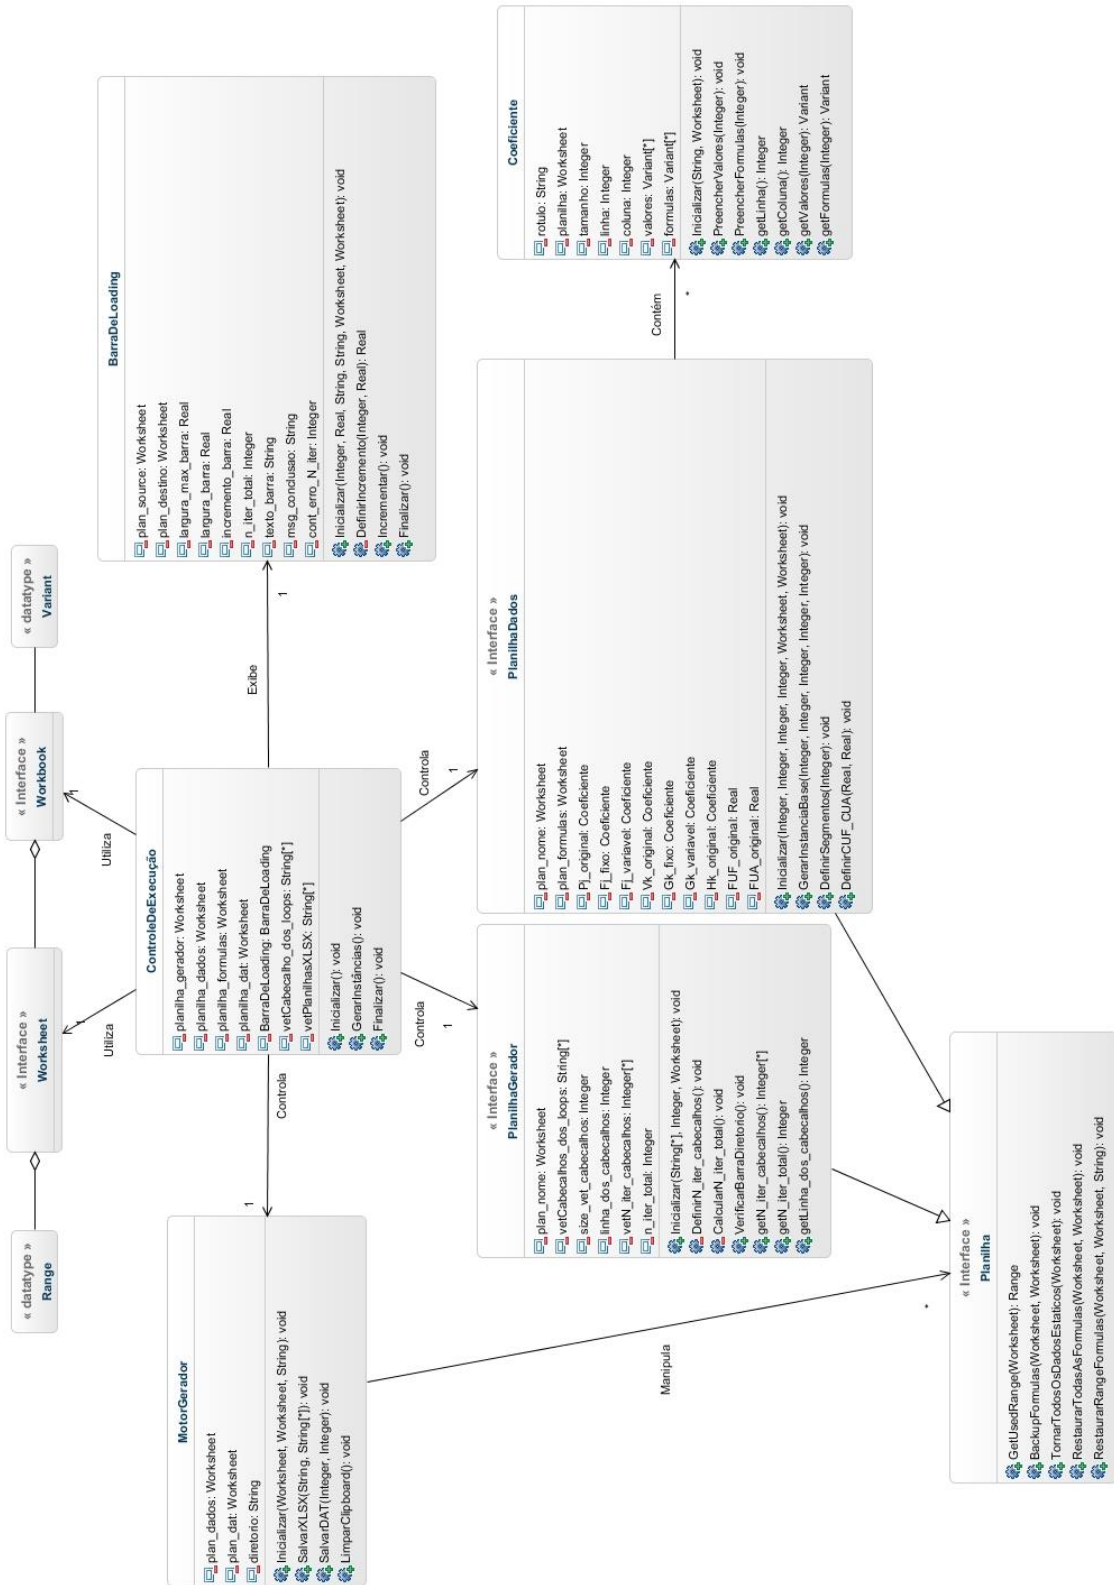 « datatype »
Range
« Interface »
Worksheet
« Interface »
Workbook
« datatype »
Variant
Utiliza
1
Utiliza
1
MotorGerador
plan_dados: Worksheet
plan_dat: Worksheet
diretorio: String
Inicializar(Worksheet, Worksheet, String): void
SalvarXLSX(String, String[*]): void
SalvarDAT(Integer, Integer): void
LimparClipboard(): void
Controla
1
ControleDeExecução
planilha_gerador: Worksheet
planilha_dados: Worksheet
planilha_formulas: Worksheet
planilha_dat: Worksheet
BarraDeLoading: BarraDeLoading
vetCabecalho_dos_loops: String[*]
vetPlanilhasXLSX: String[*]
Inicializar(): void
GerarInstâncias(): void
Finalizar(): void
Exibe
1
BarraDeLoading
plan_source: Worksheet
plan_destino: Worksheet
largura_max_barra: Real
largura_barra: Real
incremento_barra: Real
n_iter_total: Integer
texto_barra: String
msg_conclusao: String
cont_erro_N_iter: Integer
Inicializar(Integer, Real, String, String, Worksheet, Worksheet): void
DefinirIncremento(Integer, Real): Real
Incrementar(): void
Finalizar(): void
Controla
1
Controla
1
« Interface »
PlanilhaGerador
plan_nome: Worksheet
vetCabecalhos_dos_loops: String[*]
size_vet_cabecalhos: Integer
linha_dos_cabecalhos: Integer
vetN_iter_cabecalhos: Integer[*]
n_iter_total: Integer
Inicializar(String[*], Integer, Worksheet): void
DefinirN_iter_cabecalhos(): void
CalcularN_iter_total(): void
VerificarBarraDiretorio(): void
getN_iter_cabecalhos(): Integer[*]
getN_iter_total(): Integer
getLinha_dos_cabecalhos(): Integer
« Interface »
PlanilhaDados
plan_nome: Worksheet
plan_formulas: Worksheet
Pj_original: Coeficiente
Fj_fixo: Coeficiente
Fj_variavel: Coeficiente
Vk_original: Coeficiente
Gk_fixo: Coeficiente
Gk_variavel: Coeficiente
Hk_original: Coeficiente
FUF_original: Real
FUA_original: Real
Inicializar(Integer, Integer, Integer, Integer, Worksheet, Worksheet): void
GerarInstanciaBase(Integer, Integer, Integer, Integer, Integer): void
DefinirSegmentos(Integer): void
DefinirCUF_CUA(Real, Real): void
Contém
*
Coeficiente
rotulo: String
planilha: Worksheet
tamanho: Integer
linha: Integer
coluna: Integer
valores: Variant[*]
formulas: Variant[*]
Inicializar(String, Worksheet): void
PreencherValores(Integer): void
PreencherFormulas(Integer): void
getLinha(): Integer
getColuna(): Integer
getValores(Integer): Variant
getFormulas(Integer): Variant
Manipula
*
« Interface »
Planilha
GetUsedRange(Worksheet): Range
BackupFormulas(Worksheet, Worksheet): void
TornarTodosOsDadosEstaticos(Worksheet): void
RestaurarTodasAsFormulas(Worksheet, Worksheet): void
RestaurarRangeFormulas(Worksheet, Worksheet, String): void